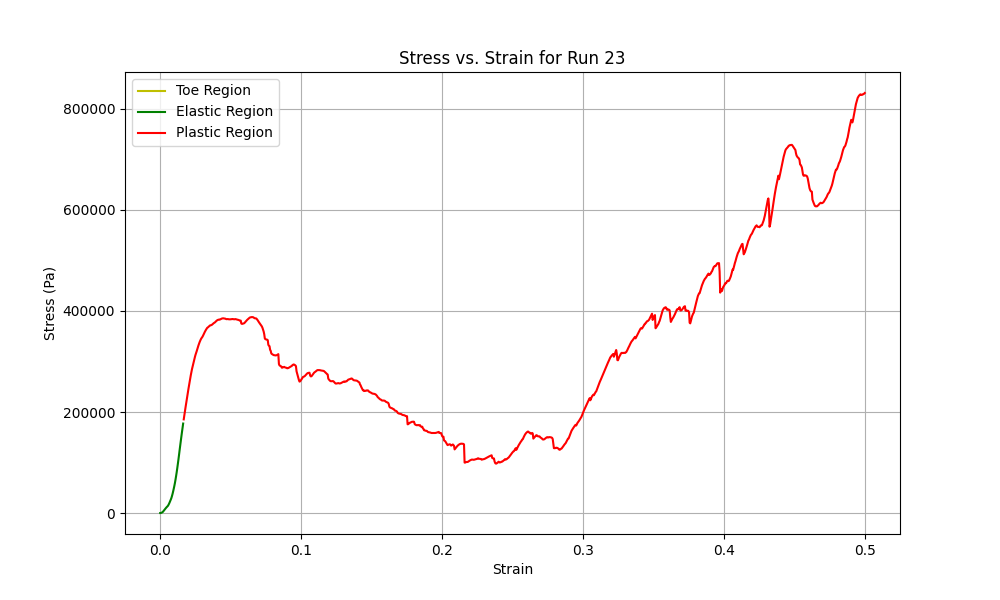 Stress vs. Strain for Run 23
Toe Region
Elastic Region
Plastic Region
800000
600000
400000
200000
0
Stress (Pa)
0.0 0.1 0.2 0.3 0.4 0.5
Strain